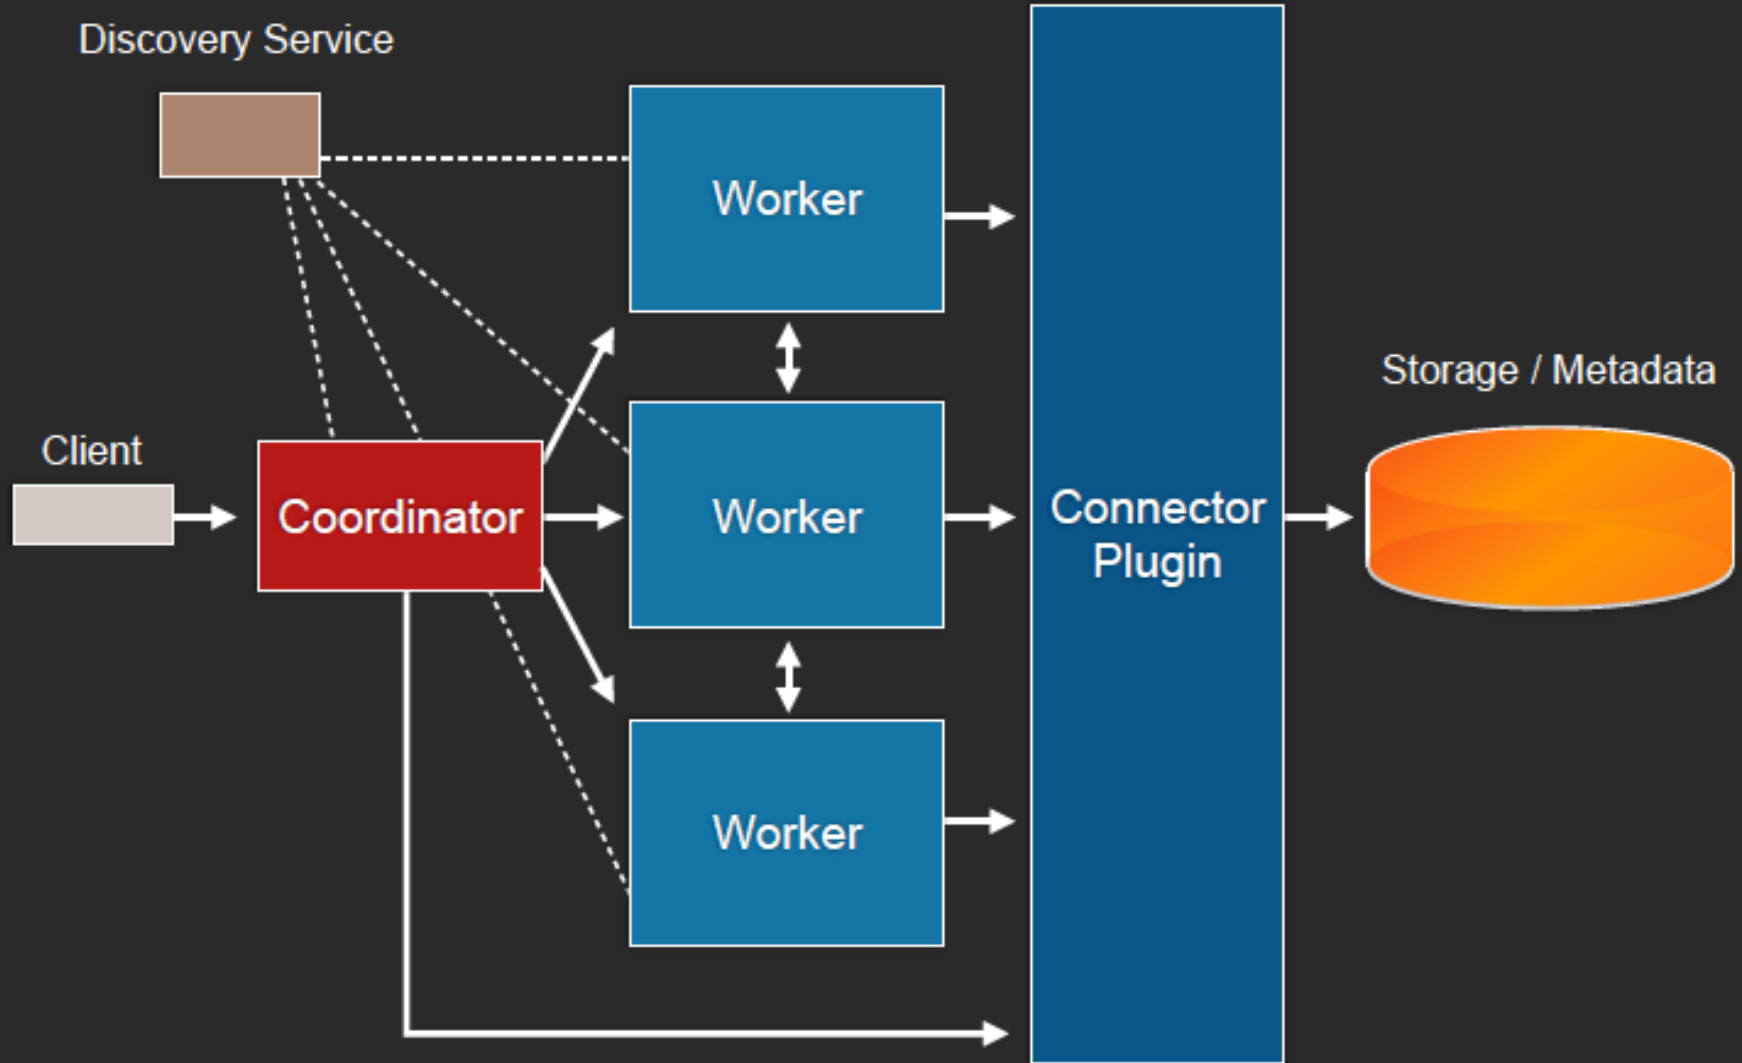 Discovery Service
Worker
Storage / Metadata
Client
Coordinator
Worker
Connector
Plugin
Worker